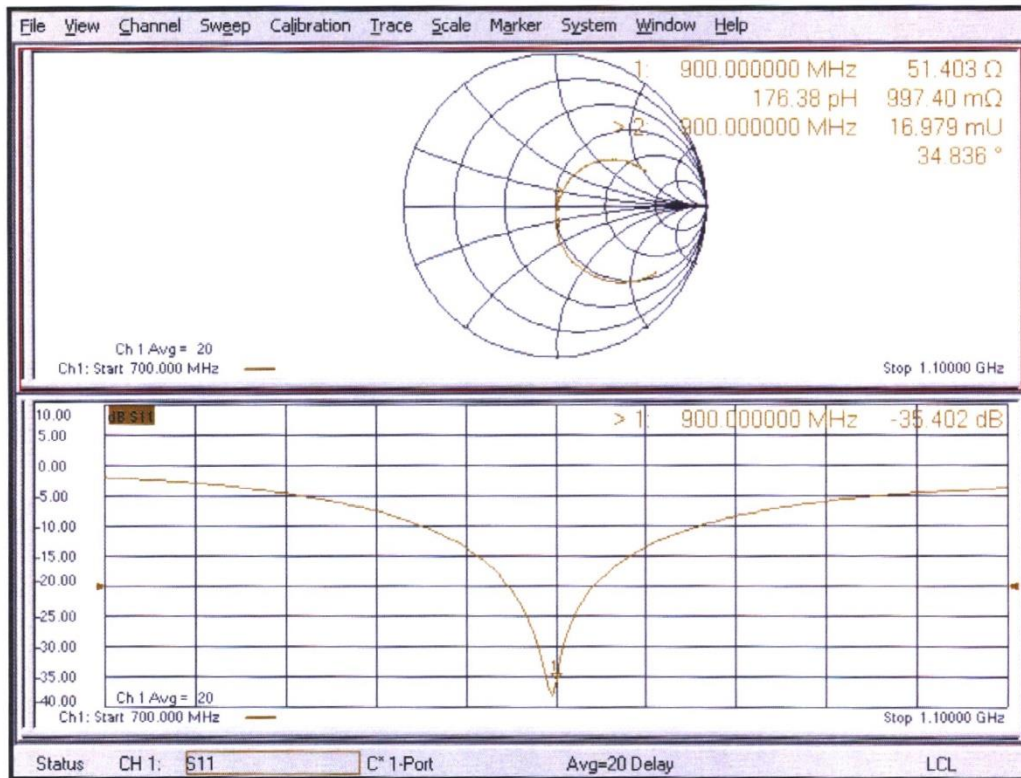 File View Channel Sweep Calibration Trace Scale Marker System Window Help
1: 900.000000 MHz 51.403 Ω
176.38 pH 997.40 mΩ
> 2: 900.000000 MHz 16.979 mU
34.836 °
Ch 1 Avg = 20
Ch1: Start 700.000 MHz
Stop 1.10000 GHz
10.00
5.00
0.00
-5.00
-10.00
-15.00
-20.00
-25.00
-30.00
-35.00
-40.00
dB S11
> 1: 900.000000 MHz -35.402 dB
1
Ch 1 Avg = 20
Ch1: Start 700.000 MHz
Stop 1.10000 GHz
Status CH 1: S11 C* 1-Port Avg=20 Delay LCL